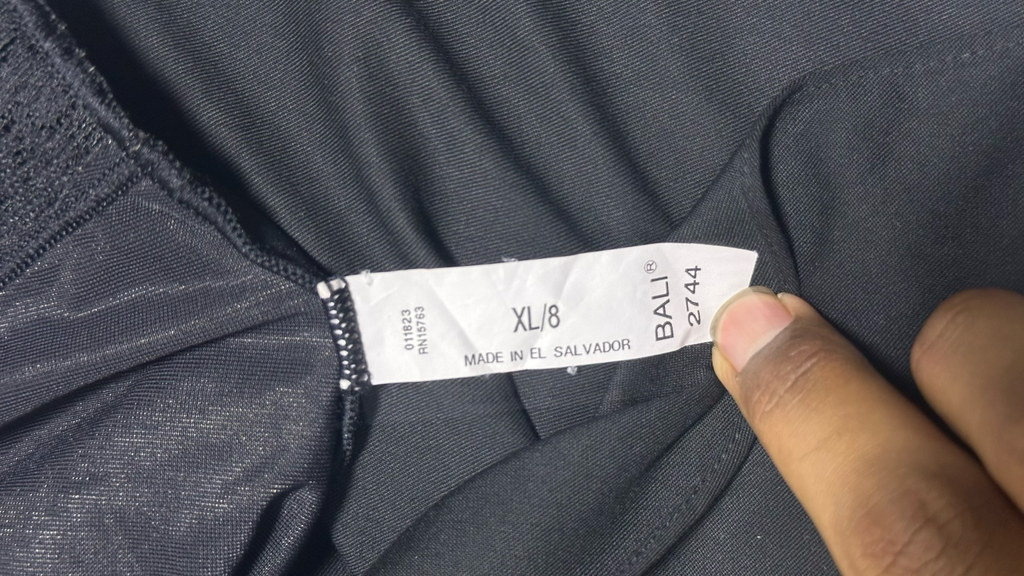 011823
RN15763
XL/8
MADE IN EL SALVADOR
BALI®
2744